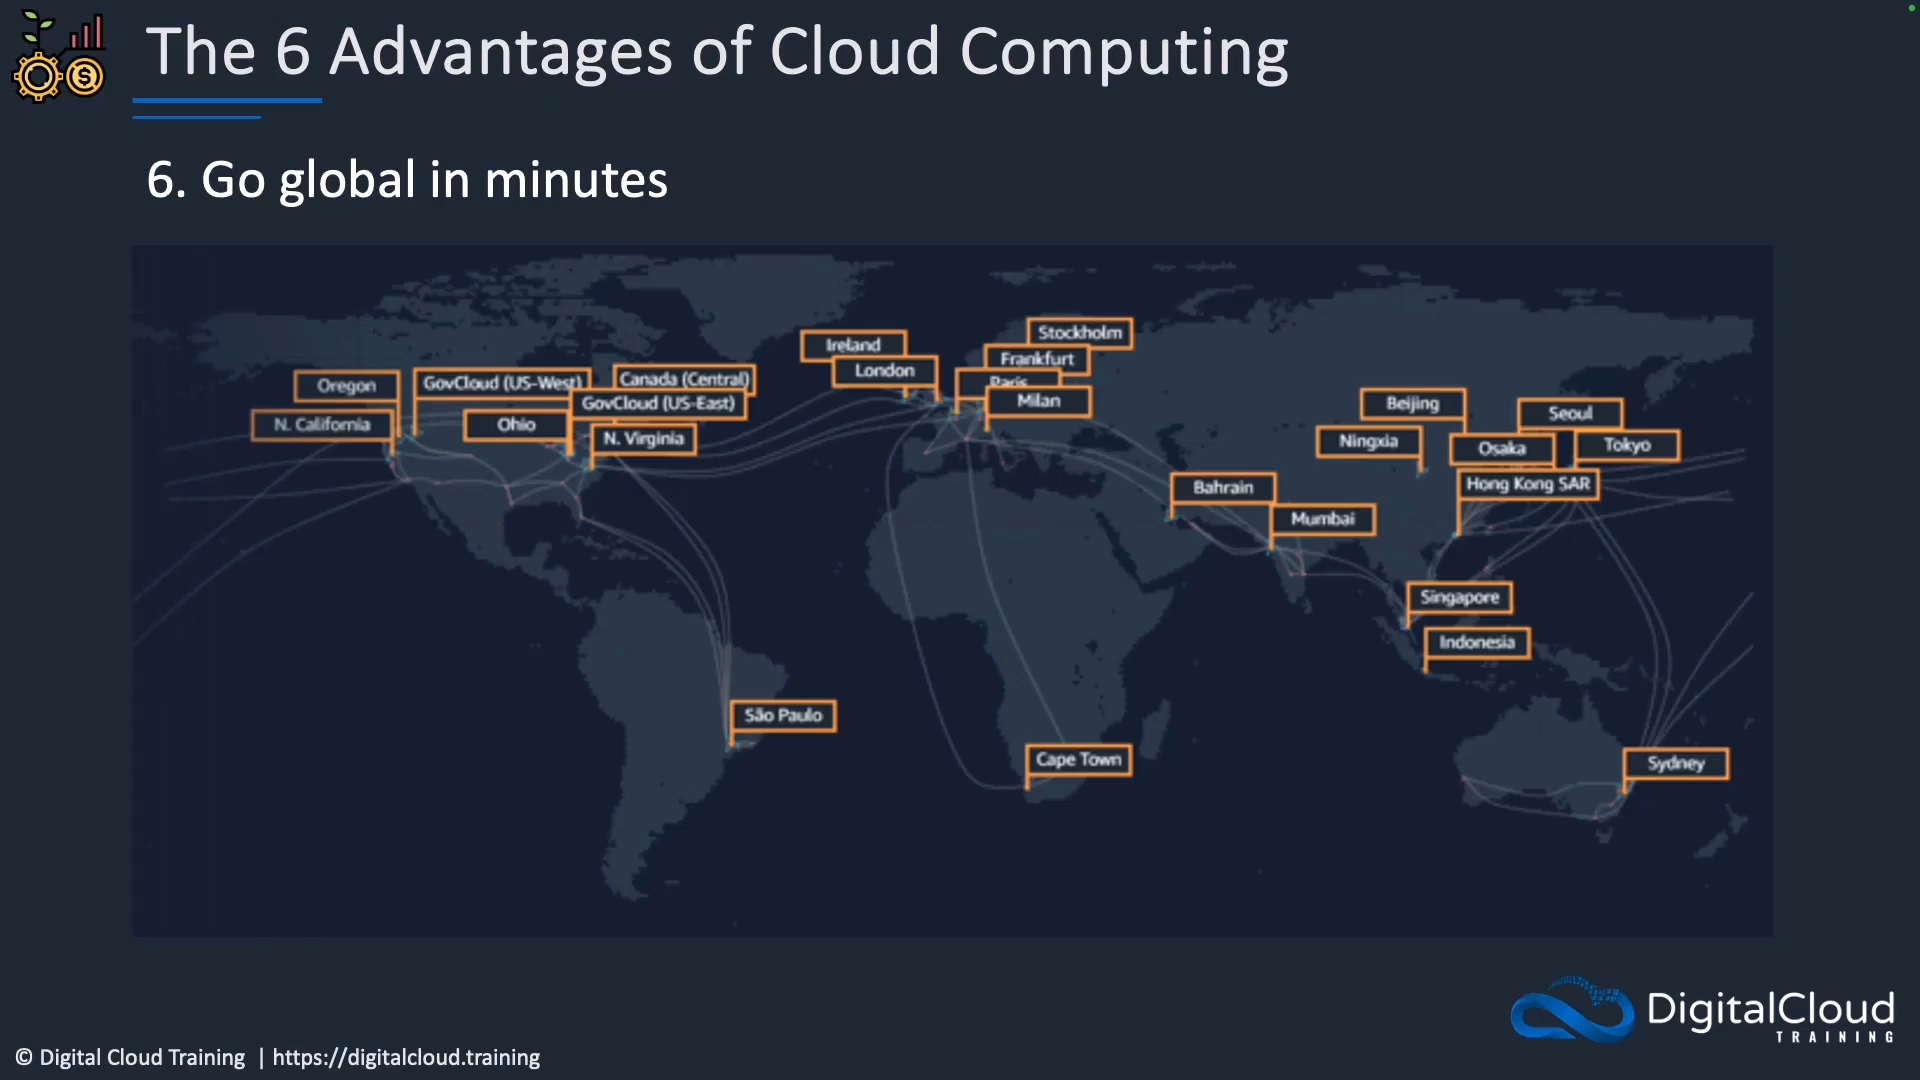 The 6 Advantages of Cloud Computing
6. Go global in minutes
Stockholm
Ireland
Frankfurt
London
Paris
Milan
Oregon
GovCloud (US-West)
Canada (Central)
GovCloud (US-East)
N. California
Ohio
N. Virginia
Beijing
Seoul
Ningxia
Osaka
Tokyo
Hong Kong SAR
Bahrain
Mumbai
Singapore
Indonesia
São Paulo
Cape Town
Sydney
DigitalCloud
TRAINING
© Digital Cloud Training | https://digitalcloud.training